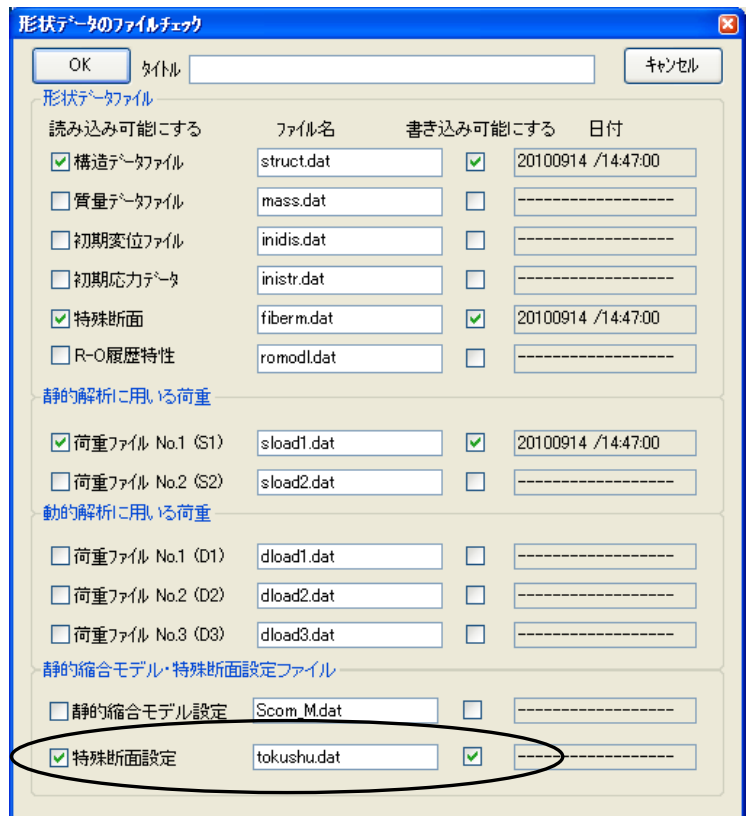 形状ﾃﾞｰﾀのﾌｧｲﾙﾁｪｯｸ
OK ﾀｲﾄﾙ ｷｬﾝｾﾙ
形状ﾃﾞｰﾀﾌｧｲﾙ
読み込み可能にする ﾌｧｲﾙ名 書き込み可能にする 日付
構造ﾃﾞｰﾀﾌｧｲﾙ struct.dat 20100914 /14:47:00
質量ﾃﾞｰﾀﾌｧｲﾙ mass.dat ------------------
初期変位ﾌｧｲﾙ inidis.dat ------------------
初期応力ﾃﾞｰﾀ inistr.dat ------------------
特殊断面 fiberm.dat 20100914 /14:47:00
R-O履歴特性 romodl.dat ------------------
静的解析に用いる荷重
荷重ﾌｧｲﾙ No.1 (S1) sload1.dat 20100914 /14:47:00
荷重ﾌｧｲﾙ No.2 (S2) sload2.dat ------------------
動的解析に用いる荷重
荷重ﾌｧｲﾙ No.1 (D1) dload1.dat ------------------
荷重ﾌｧｲﾙ No.2 (D2) dload2.dat ------------------
荷重ﾌｧｲﾙ No.3 (D3) dload3.dat ------------------
静的縮合モデル・特殊断面設定ファイル
静的縮合モデル設定 Scom_M.dat ------------------
特殊断面設定 tokushu.dat ------------------